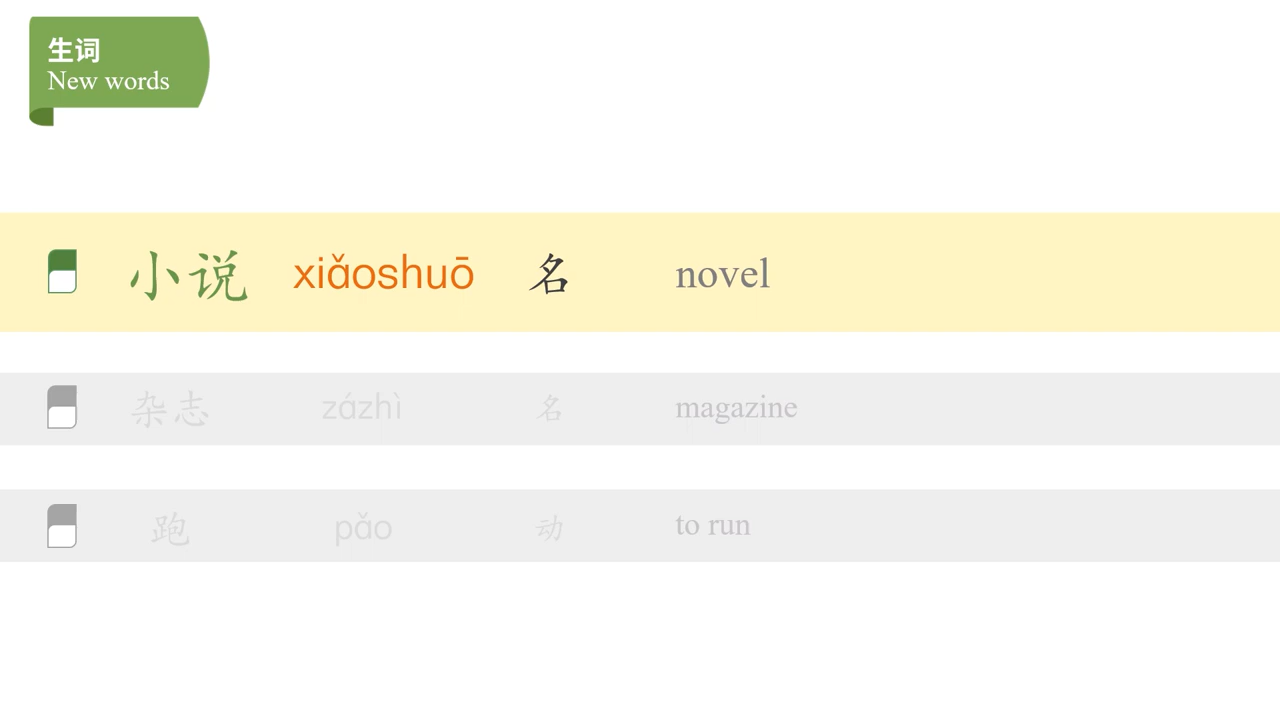 生词
New words
小说 xiǎoshuō 名 novel
杂志 zázhì 名 magazine
跑 pǎo 动 to run